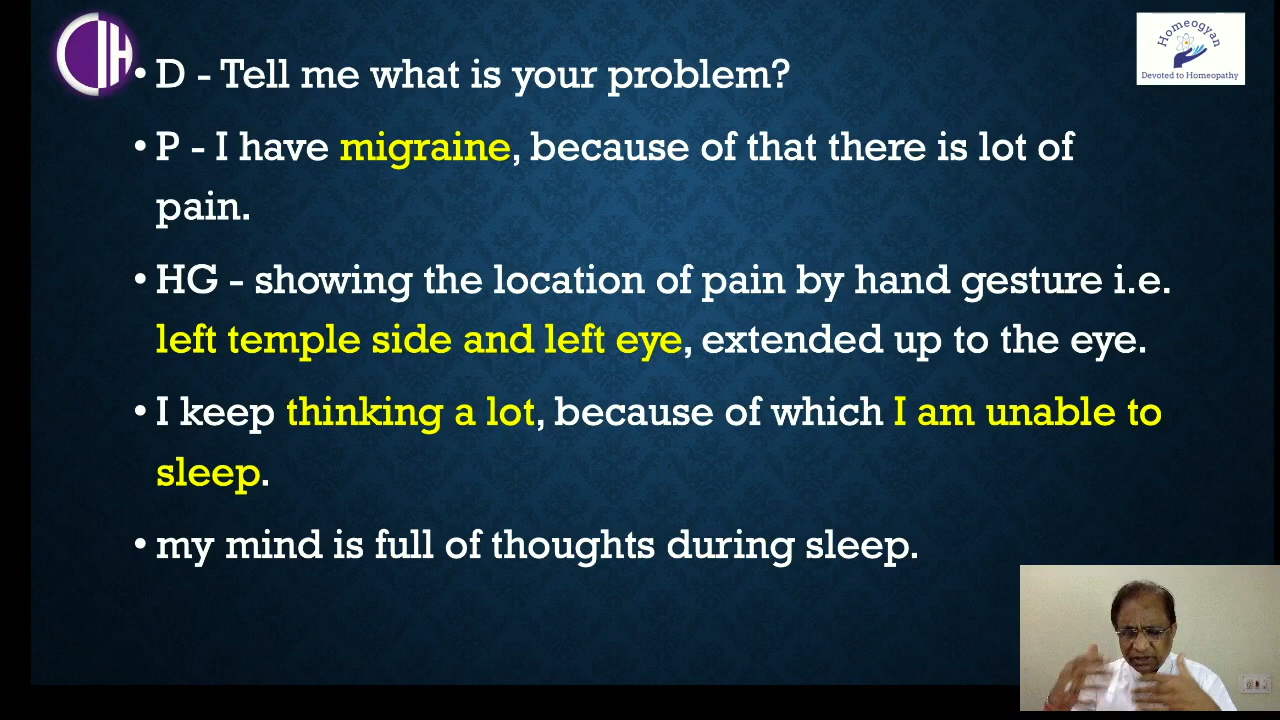 CIH
Homeogyan
Devoted to Homeopathy
• D - Tell me what is your problem?
• P - I have migraine, because of that there is lot of
pain.
• HG - showing the location of pain by hand gesture i.e.
left temple side and left eye, extended up to the eye.
• I keep thinking a lot, because of which I am unable to
sleep.
• my mind is full of thoughts during sleep.